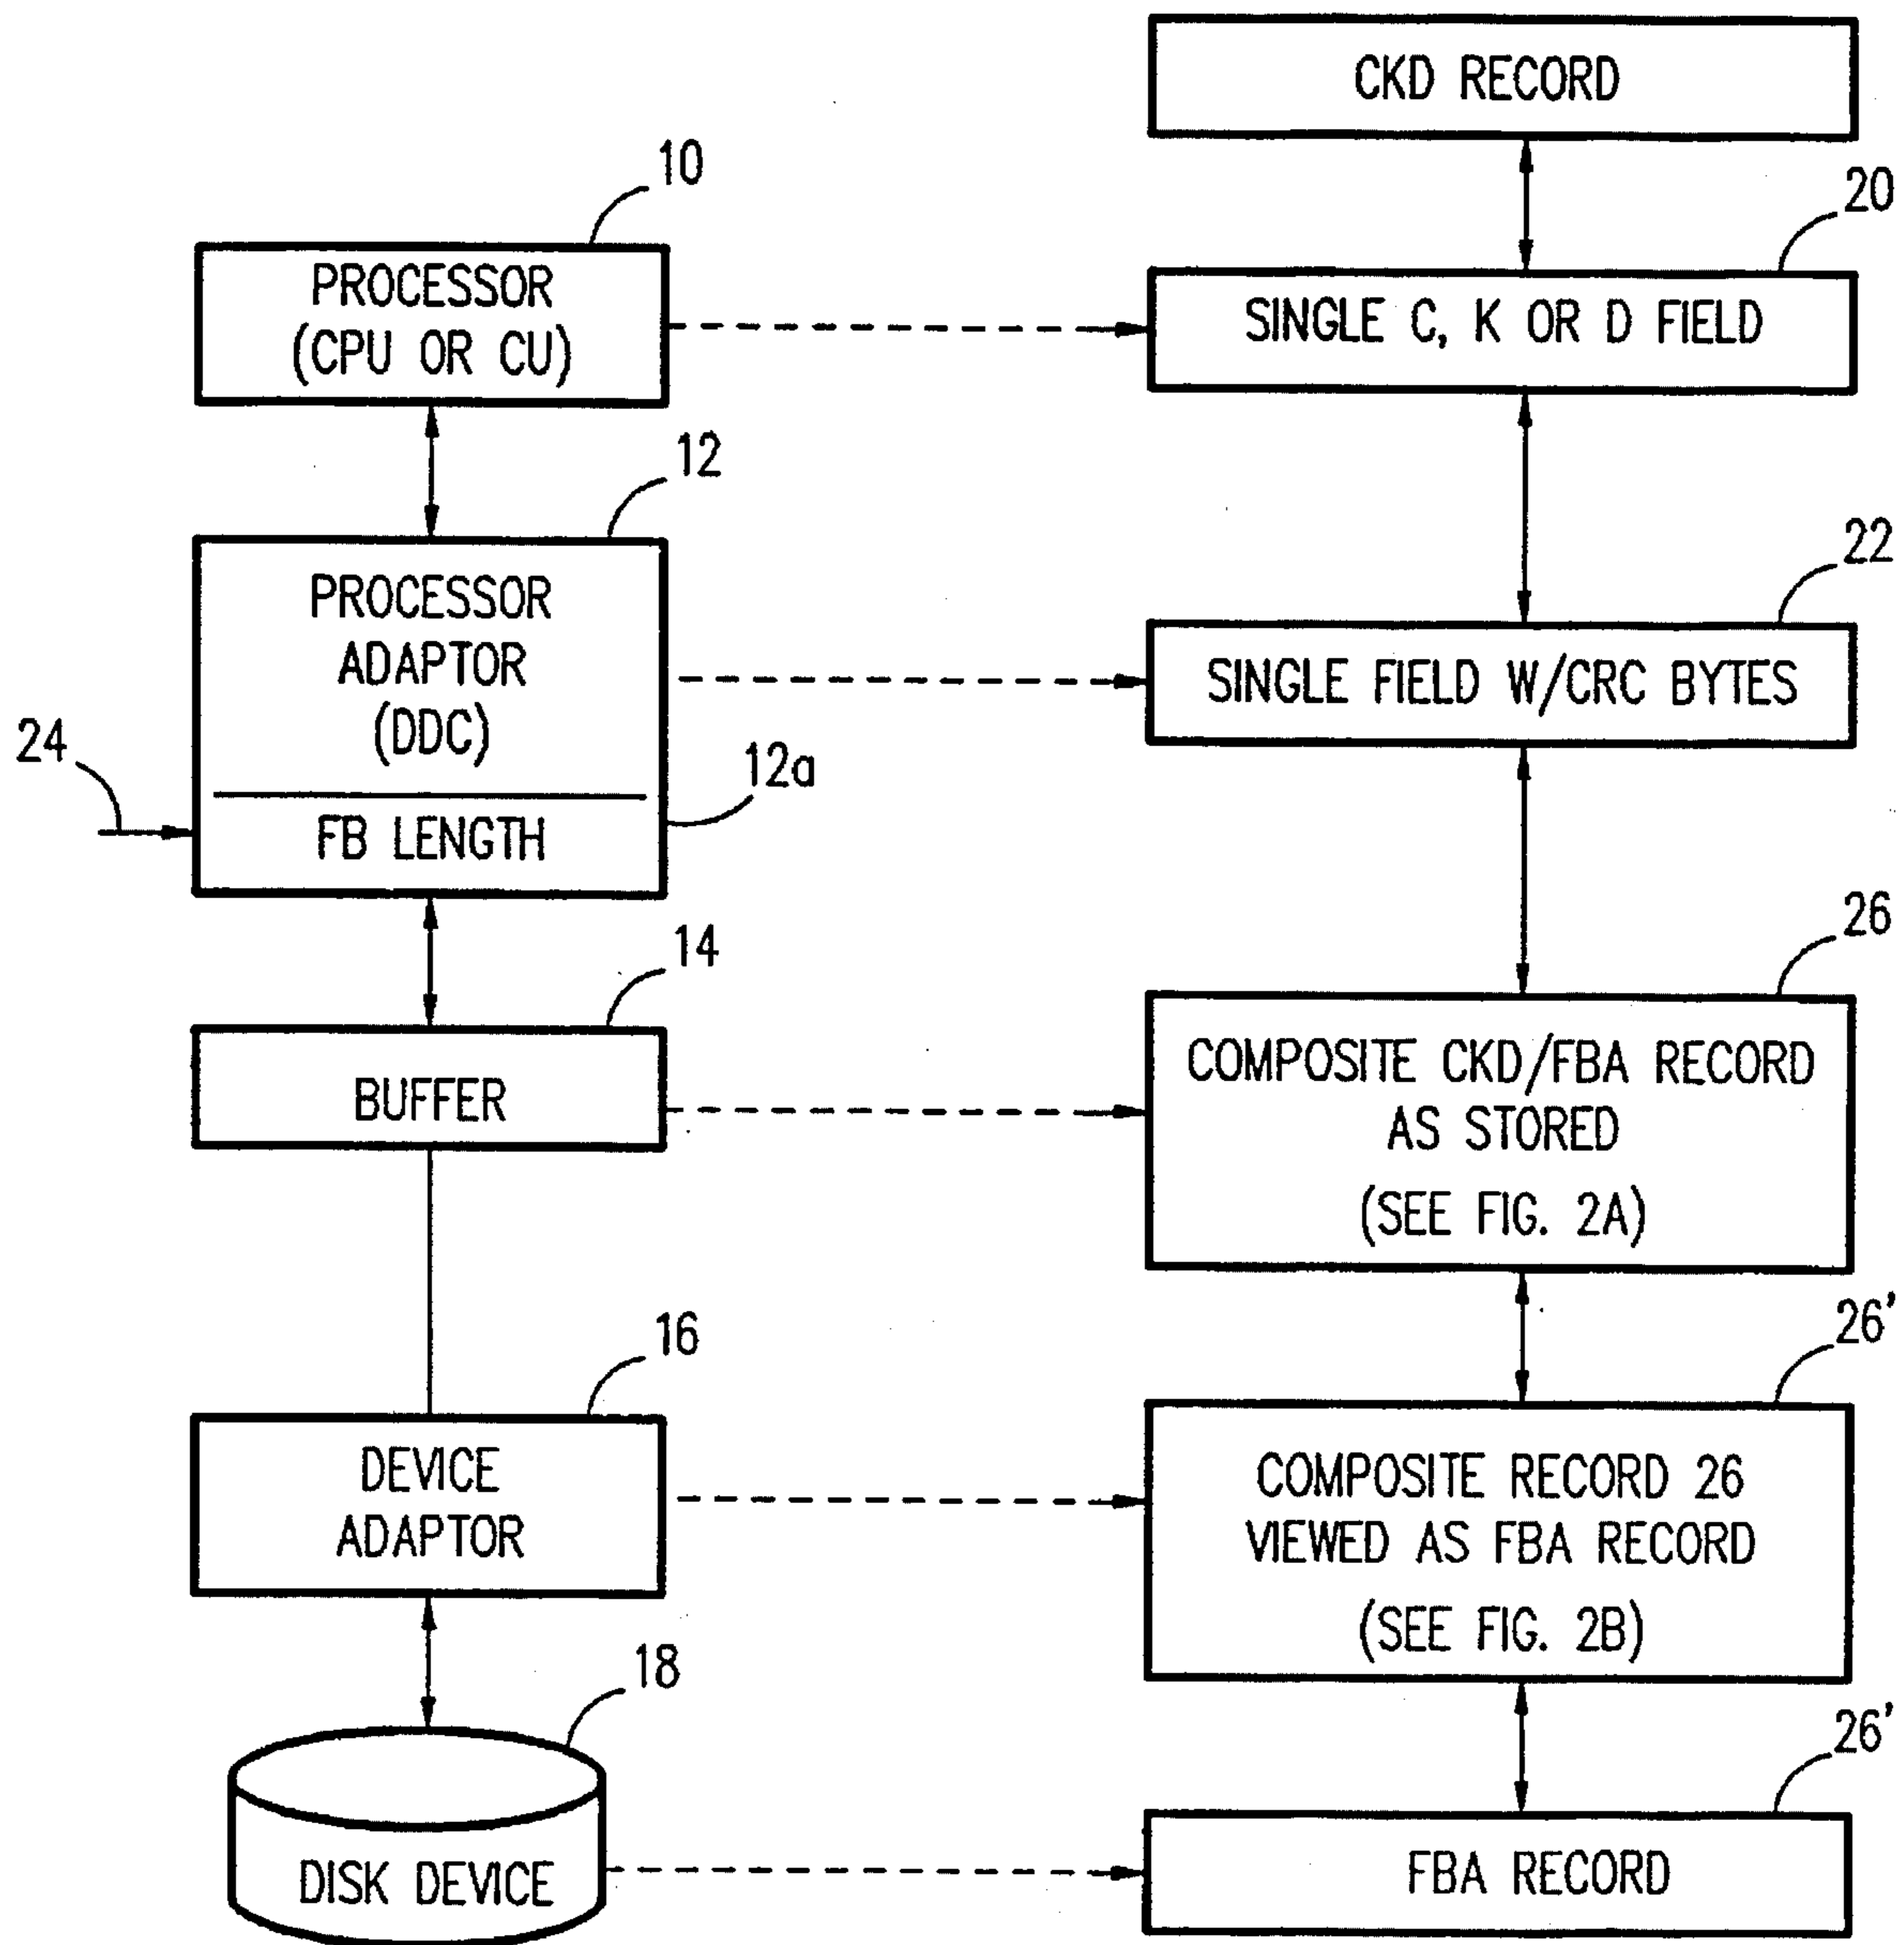 CKD RECORD
10
20
PROCESSOR
(CPU OR CU)
SINGLE C, K OR D FIELD
12
22
PROCESSOR
ADAPTOR
(DDC)
SINGLE FIELD W/CRC BYTES
24
12a
FB LENGTH
14
26
BUFFER
COMPOSITE CKD/FBA RECORD
AS STORED
(SEE FIG. 2A)
16
26'
DEVICE
ADAPTOR
COMPOSITE RECORD 26
VIEWED AS FBA RECORD
(SEE FIG. 2B)
18
26'
DISK DEVICE
FBA RECORD